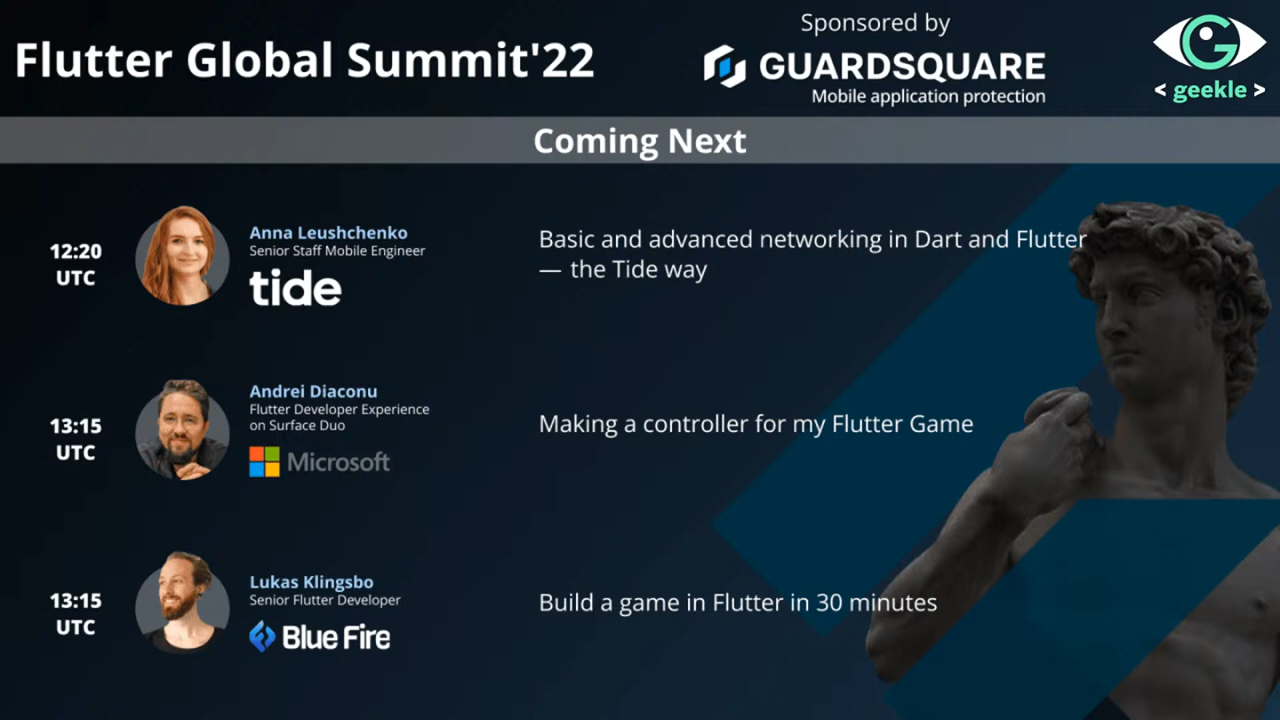 Flutter Global Summit'22
Sponsored by
GUARDSQUARE
Mobile application protection
< geekle >
Coming Next
12:20
UTC
Anna Leushchenko
Senior Staff Mobile Engineer
tide
Basic and advanced networking in Dart and Flutter
— the Tide way
13:15
UTC
Andrei Diaconu
Flutter Developer Experience
on Surface Duo
Microsoft
Making a controller for my Flutter Game
13:15
UTC
Lukas Klingsbo
Senior Flutter Developer
Blue Fire
Build a game in Flutter in 30 minutes